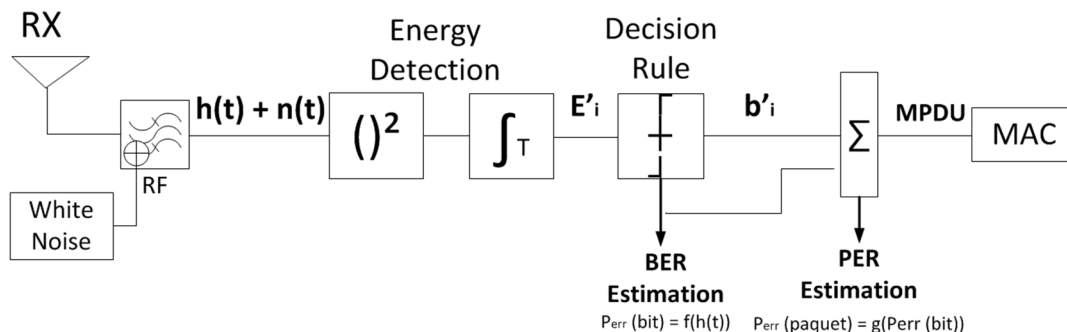 RX
Energy
Detection
Decision
Rule
h(t) + n(t)
()²
∫T
E'i
b'i
Σ
MPDU
MAC
RF
White
Noise
BER
Estimation
Perr (bit) = f(h(t))
PER
Estimation
Perr (paquet) = g(Perr (bit))